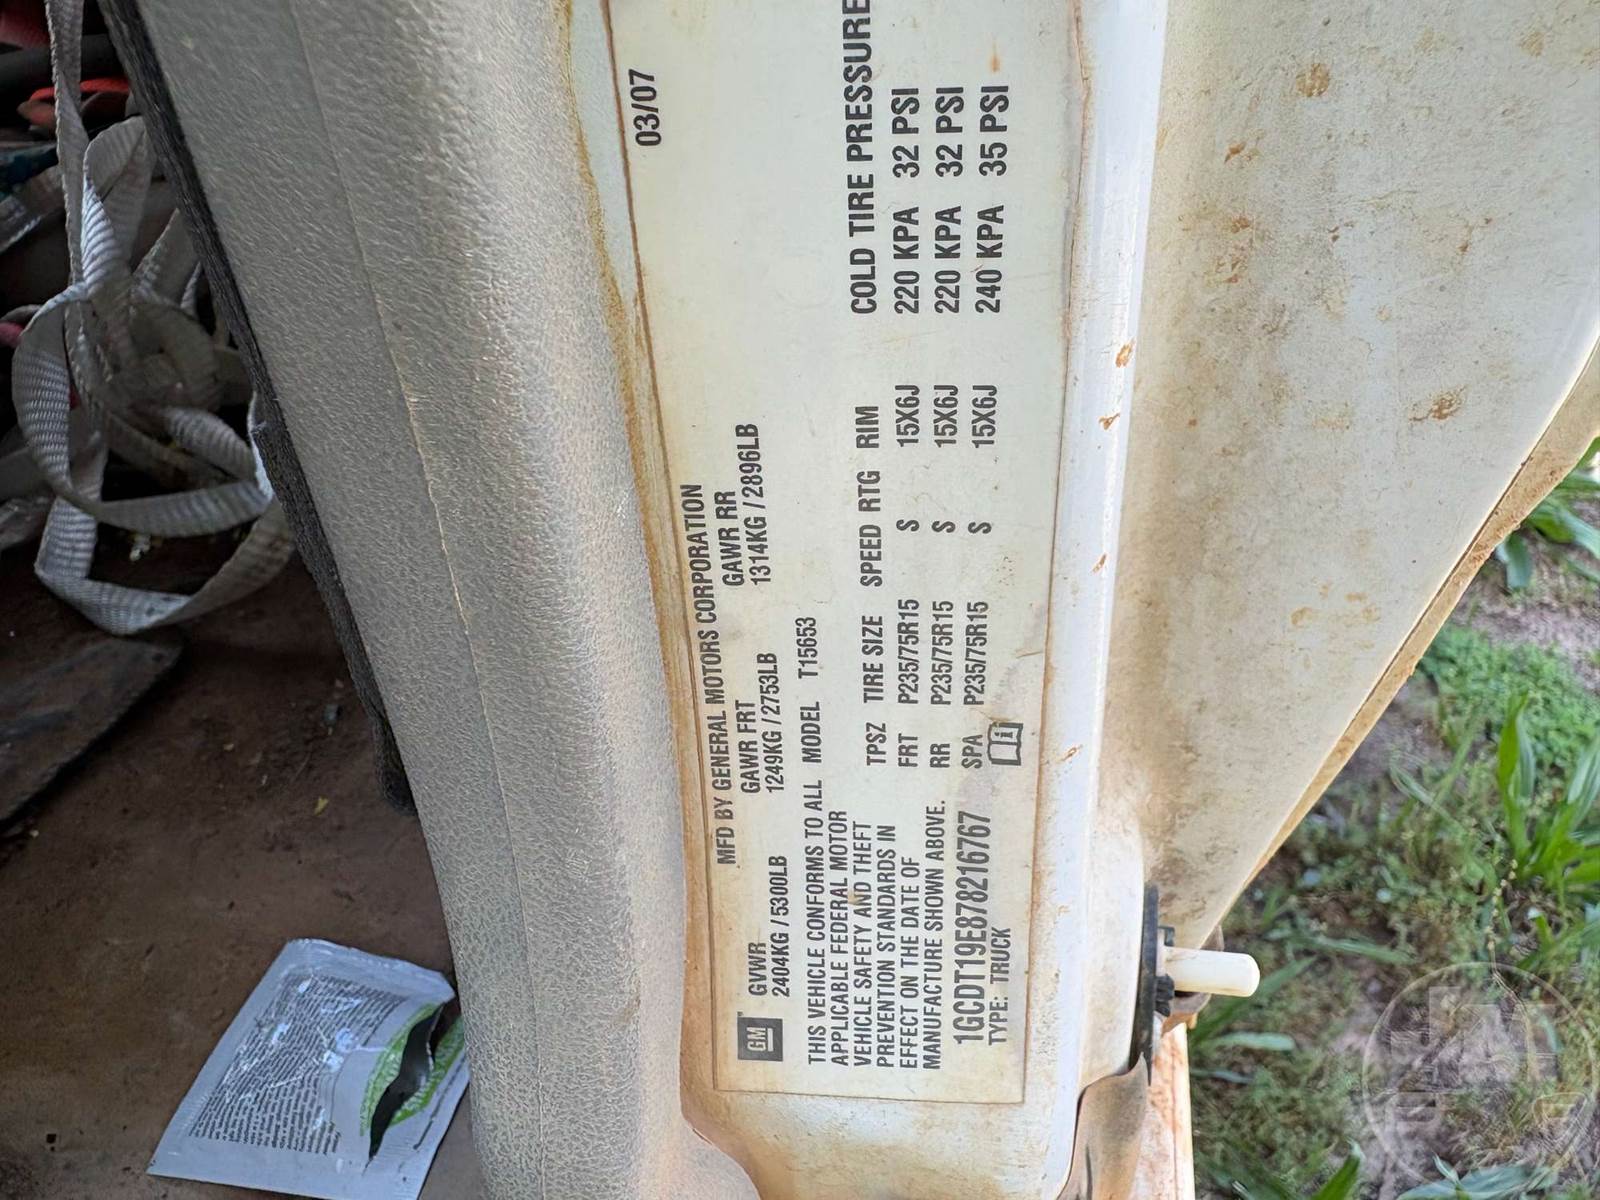 MFD BY GENERAL MOTORS CORPORATION 03/07
GM
GVWR GAWR FRT GAWR RR
2404KG / 5300LB 1249KG / 2753LB 1314KG / 2896LB
THIS VEHICLE CONFORMS TO ALL MODEL T15653
APPLICABLE FEDERAL MOTOR
VEHICLE SAFETY AND THEFT
PREVENTION STANDARDS IN
EFFECT ON THE DATE OF
MANUFACTURE SHOWN ABOVE.
1GCDT19E878216767
TYPE: TRUCK
TPSZ TIRE SIZE SPEED RTG RIM COLD TIRE PRESSURE
FRT P235/75R15 S 15X6J 220 KPA 32 PSI
RR P235/75R15 S 15X6J 220 KPA 32 PSI
SPA P235/75R15 S 15X6J 240 KPA 35 PSI